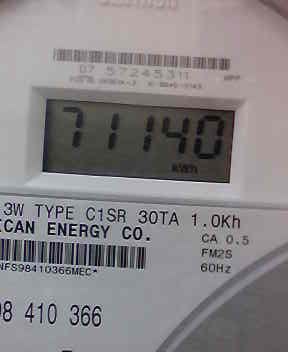 07 57245311
71140
KWH
3W TYPE C1SR 30TA 1.0Kh
ICAN ENERGY CO.
CA 0.5
FM2S
NFS98410366MEC*
60Hz
98 410 366